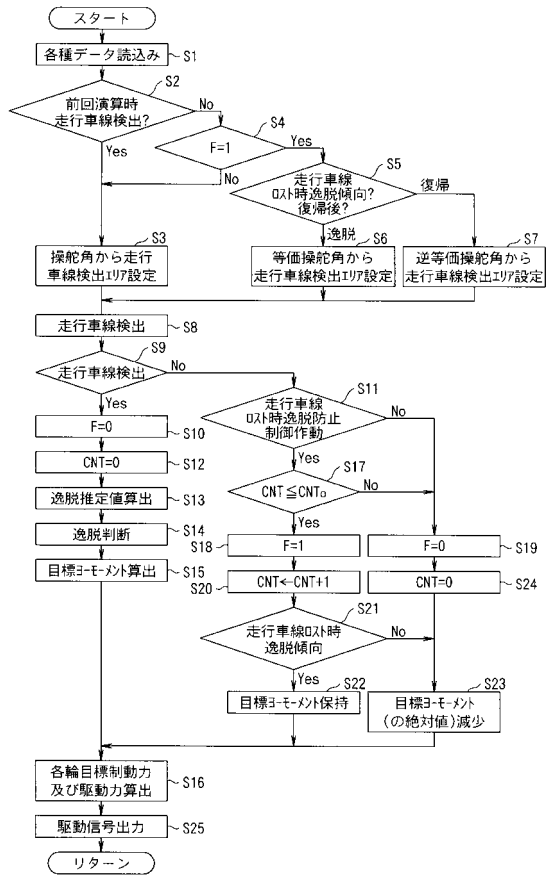 スタート
各種データ読込み
S1
S2
前回演算時
走行車線検出?
No
Yes
S4
F=1
Yes
No
S5
走行車線
ﾛｽﾄ時逸脱傾向?
復帰後?
復帰
逸脱
S3
操舵角から走行
車線検出エリア設定
S6
等価操舵角から
走行車線検出ｴﾘｱ設定
S7
逆等価操舵角から
走行車線検出ｴﾘｱ設定
走行車線検出
S8
S9
走行車線検出
No
Yes
S11
走行車線
ﾛｽﾄ時逸脱防止
制御作動
No
Yes
F=0
S10
CNT=0
S12
S17
CNT≦CNT₀
No
Yes
逸脱推定値算出
S13
逸脱判断
S14
目標ﾖｰﾓｰﾒﾝﾄ算出
S15
S18
F=1
F=0
S19
S20
CNT←CNT+1
CNT=0
S24
S21
走行車線ﾛｽﾄ時
逸脱傾向
No
Yes
S22
目標ﾖｰﾓｰﾒﾝﾄ保持
S23
目標ﾖｰﾓｰﾒﾝﾄ
(の絶対値)減少
各輪目標制動力
及び駆動力算出
S16
駆動信号出力
S25
リターン